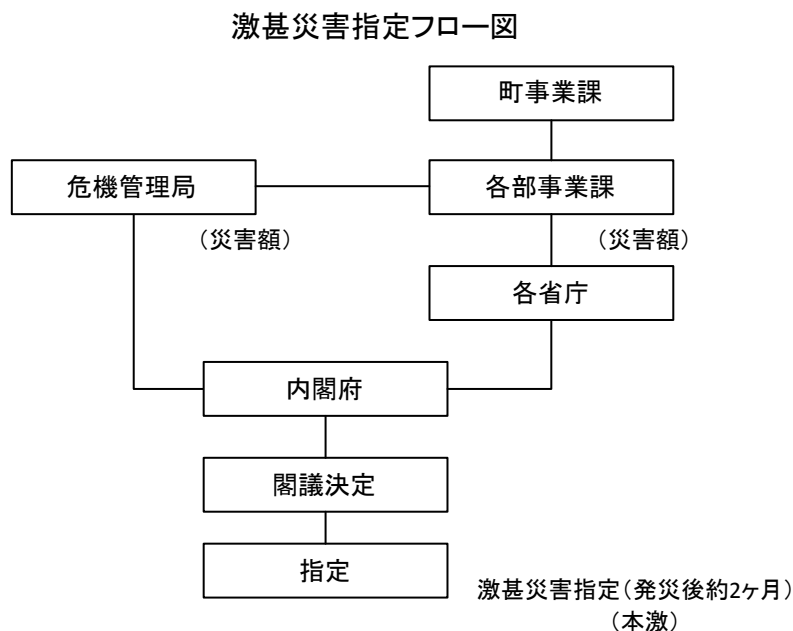 激甚災害指定フロー図
町事業課
危機管理局
各部事業課
(災害額)
(災害額)
各省庁
内閣府
閣議決定
指定
激甚災害指定(発災後約2ヶ月)
(本激)